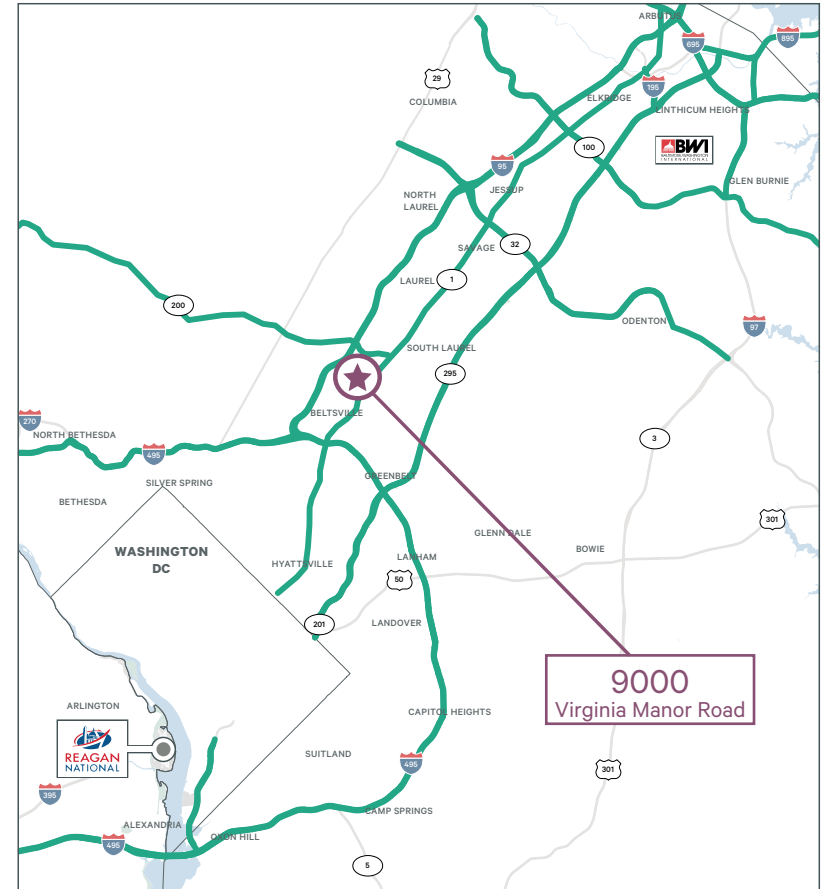 ARBUTUS
695
895
29
COLUMBIA
195
ELKRIDGE
LINTHICUM HEIGHTS
100
BWI
BALTIMORE/WASHINGTON
INTERNATIONAL
95
JESSUP
GLEN BURNIE
NORTH
LAUREL
SAVAGE
32
LAUREL
1
200
ODENTON
97
SOUTH LAUREL
295
BELTSVILLE
270
NORTH BETHESDA
3
495
SILVER SPRING
GREENBELT
BETHESDA
301
WASHINGTON
DC
GLENN DALE
BOWIE
LANHAM
HYATTSVILLE
50
201
LANDOVER
9000
Virginia Manor Road
ARLINGTON
CAPITOL HEIGHTS
REAGAN
NATIONAL
SUITLAND
495
301
395
CAMP SPRINGS
ALEXANDRIA
OXON HILL
495
5